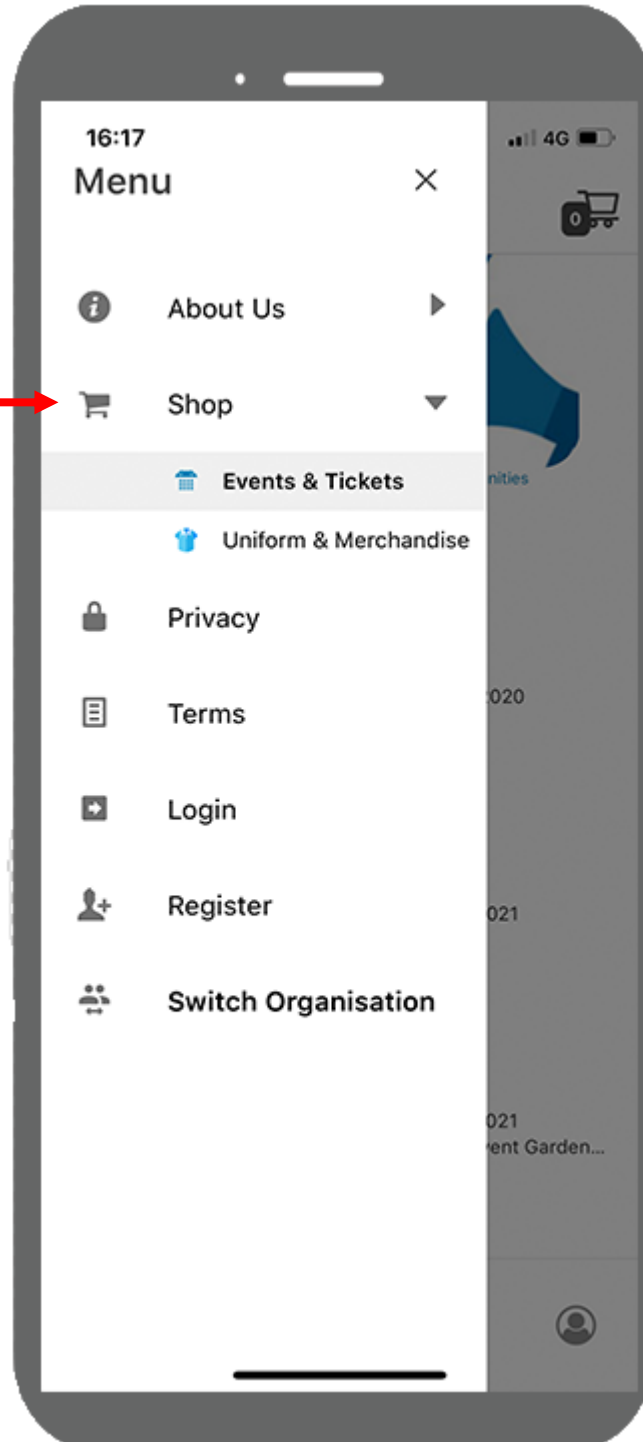 16:17
4G
Menu
0
About Us
Shop
Events & Tickets
nities
Uniform & Merchandise
Privacy
020
Terms
Login
Register
021
Switch Organisation
021
vent Garden...